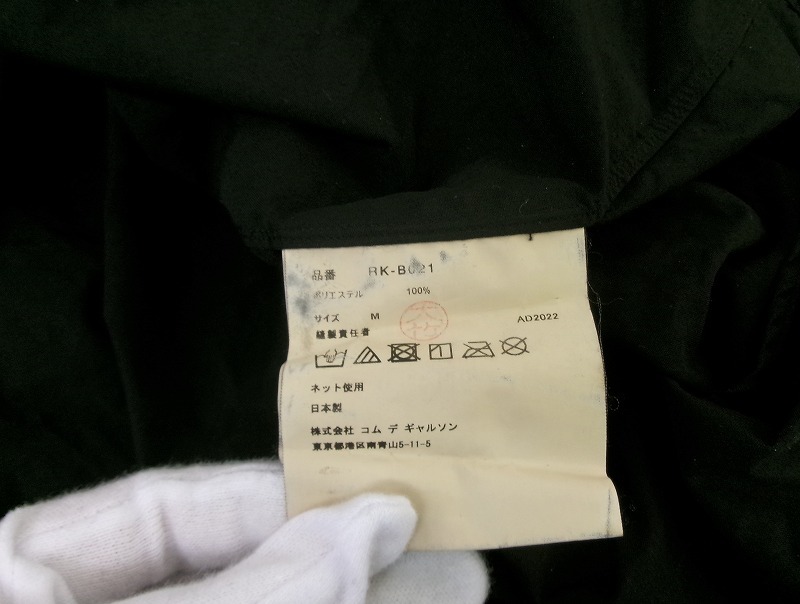 品番 RK-B021
ポリエステル 100%
サイズ M
AD2022
縫製責任者
ネット使用
日本製
株式会社 コム デ ギャルソン
東京都港区南青山5-11-5